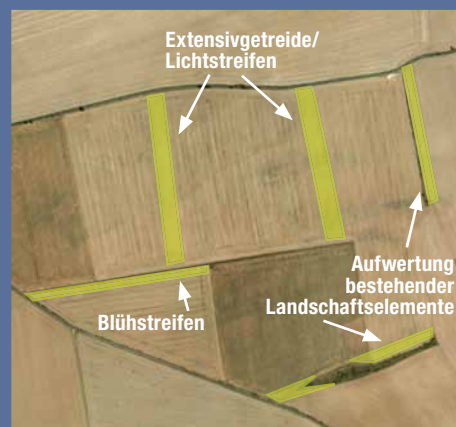 Extensivgetreide/
Lichtstreifen
Aufwertung
bestehender
Landschaftselemente
Blühstreifen